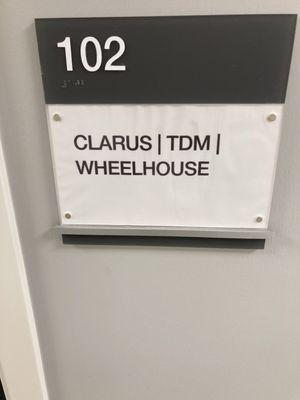 102
CLARUS | TDM |
WHEELHOUSE